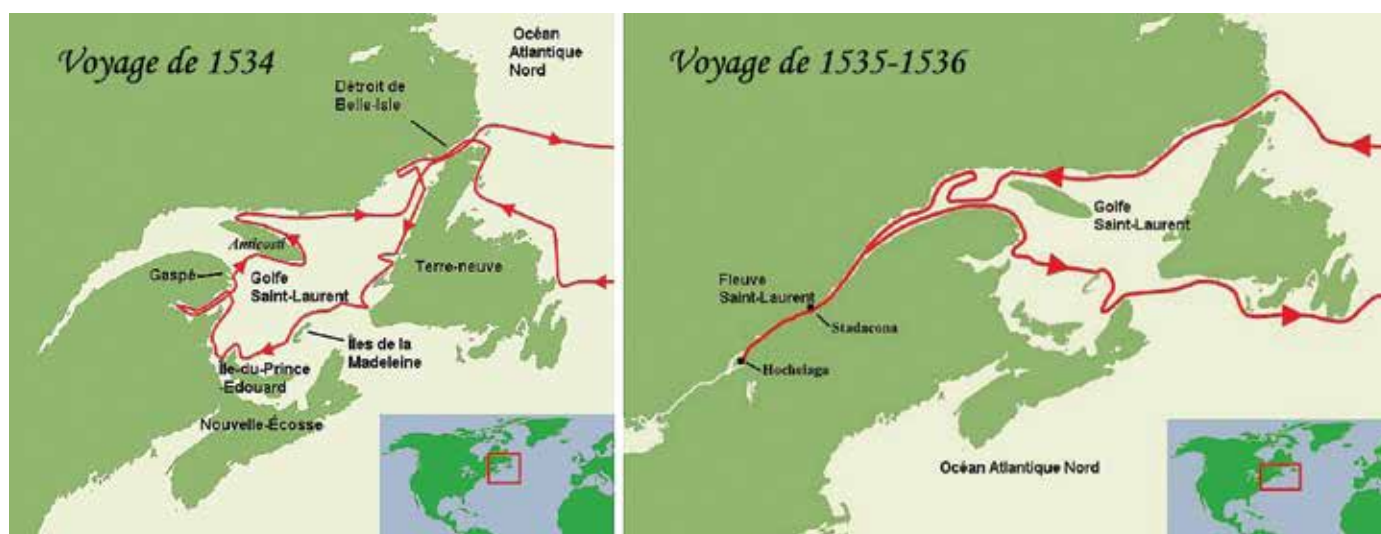 Voyage de 1534
Océan
Atlantique
Nord
Détroit de
Belle-Isle
Anticosti
Gaspé
Golfe
Saint-Laurent
Terre-neuve
Îles de la
Madeleine
Île-du-Prince
-Edouard
Nouvelle-Écosse
Voyage de 1535-1536
Golfe
Saint-Laurent
Fleuve
Saint-Laurent
Stadacona
Hochelaga
Océan Atlantique Nord